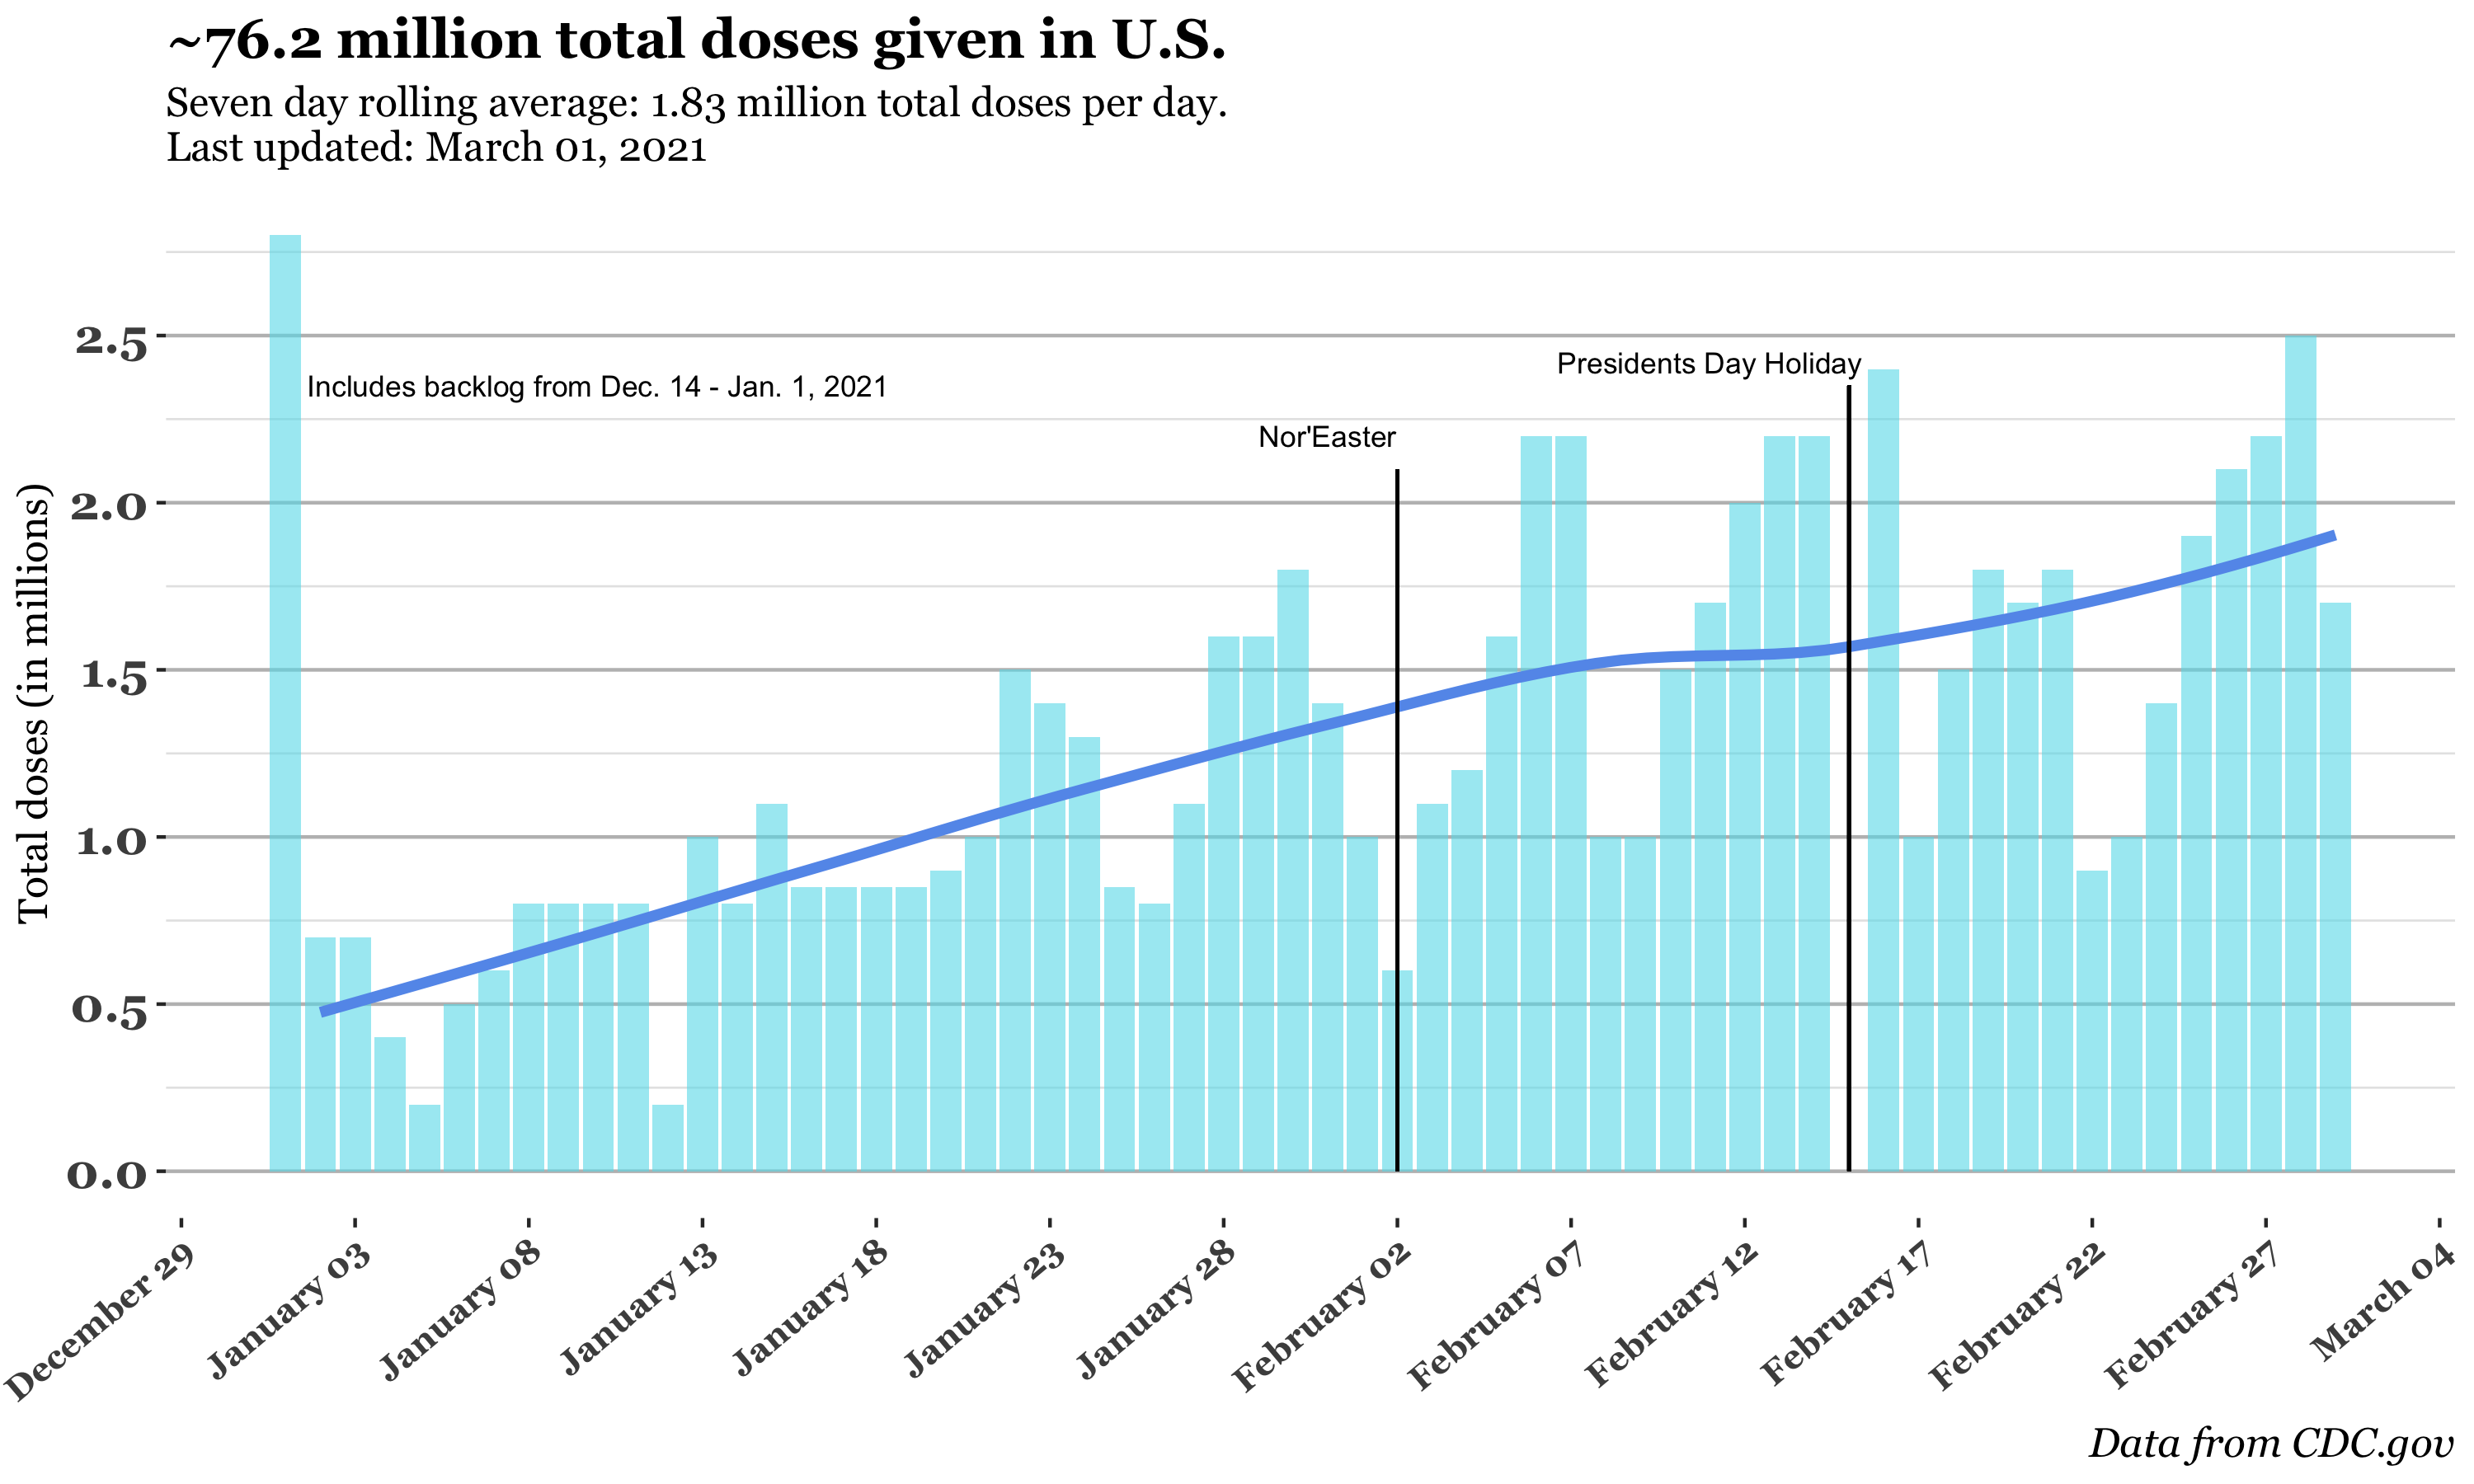 ~76.2 million total doses given in U.S.
Seven day rolling average: 1.83 million total doses per day.
Last updated: March 01, 2021
Total doses (in millions)
2.5
2.0
1.5
1.0
0.5
0.0
Includes backlog from Dec. 14 - Jan. 1, 2021
Nor'Easter
Presidents Day Holiday
December 29
January 03
January 08
January 13
January 18
January 23
January 28
February 02
February 07
February 12
February 17
February 22
February 27
March 04
Data from CDC.gov